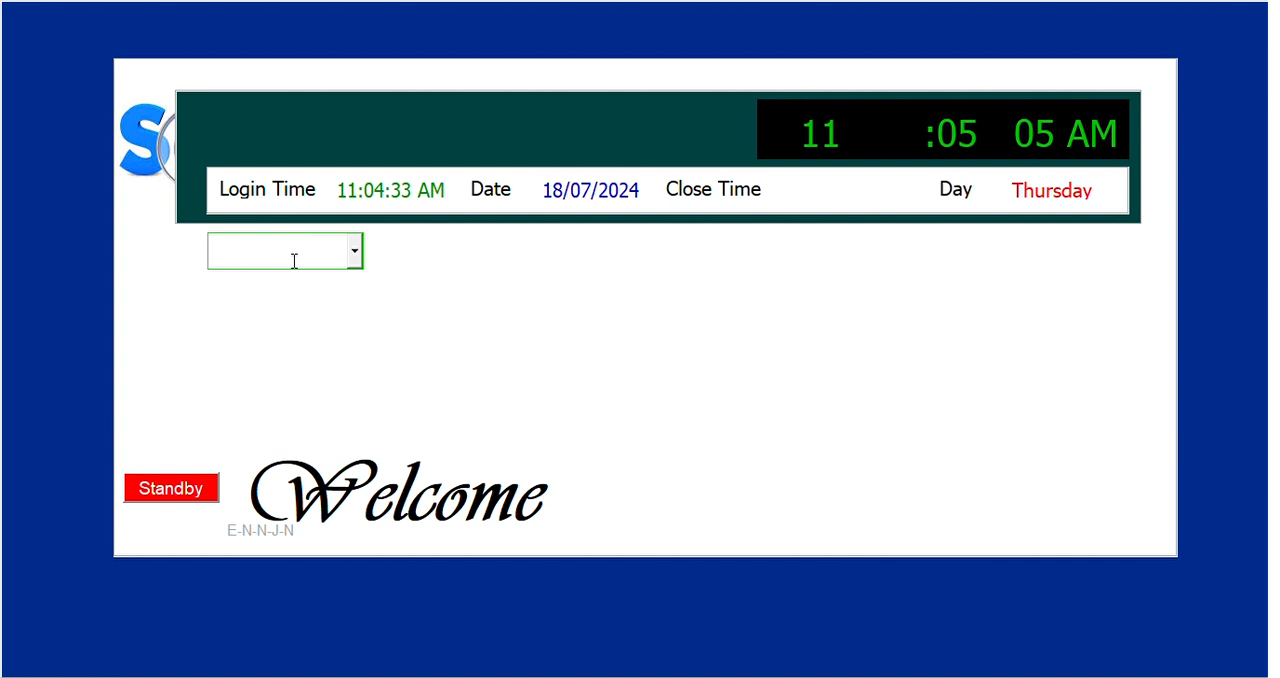 S
11 :05 05 AM
Login Time 11:04:33 AM Date 18/07/2024 Close Time Day Thursday
Standby
Welcome
E-N-N-J-N